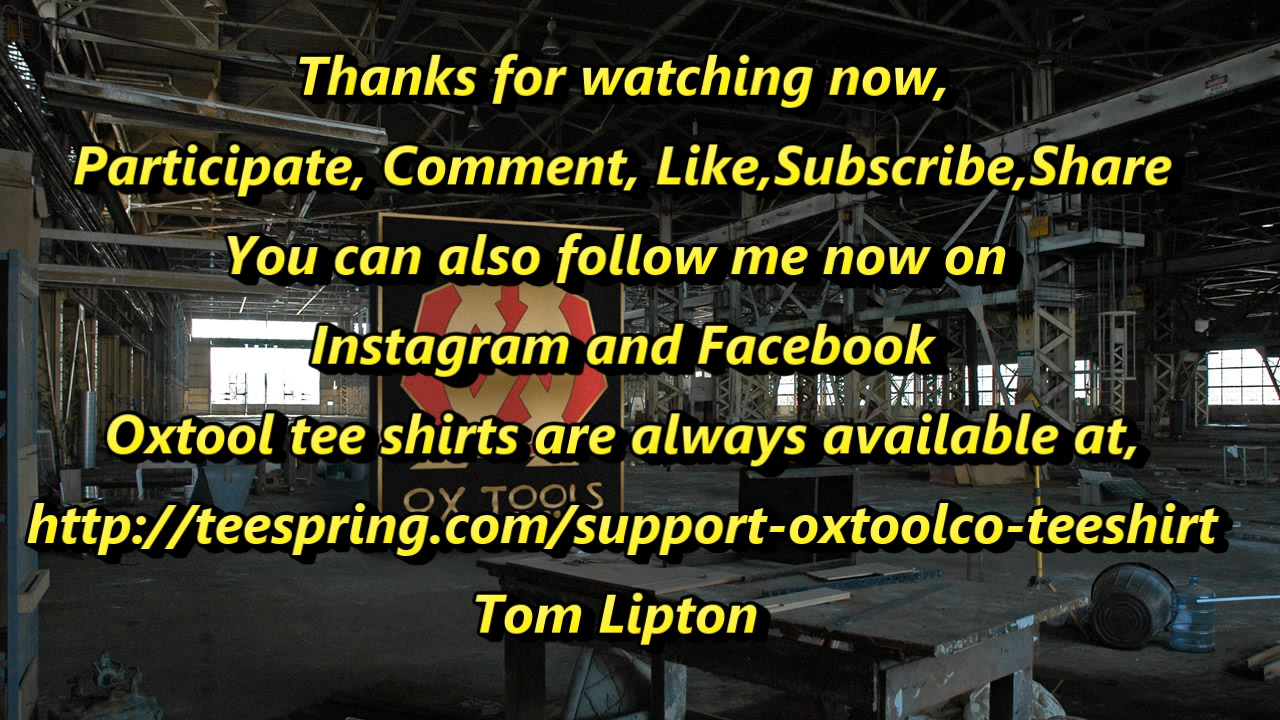 Thanks for watching now,
Participate, Comment, Like,Subscribe,Share
You can also follow me now on
Instagram and Facebook
Oxtool tee shirts are always available at,
OX TOOLS
http://teespring.com/support-oxtoolco-teeshirt
Tom Lipton